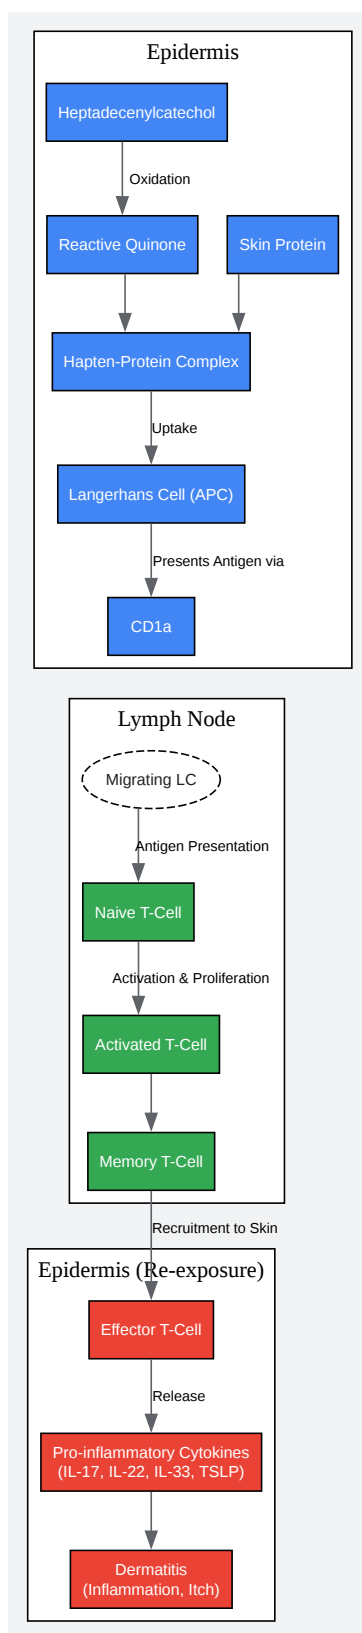 Epidermis
Heptadecenylcatechol
Oxidation
Reactive Quinone
Skin Protein
Hapten-Protein Complex
Uptake
Langerhans Cell (APC)
Presents Antigen via
CD1a
Lymph Node
Migrating LC
Antigen Presentation
Naive T-Cell
Activation & Proliferation
Activated T-Cell
Memory T-Cell
Recruitment to Skin
Epidermis (Re-exposure)
Effector T-Cell
Release
Pro-inflammatory Cytokines
(IL-17, IL-22, IL-33, TSLP)
Dermatitis
(Inflammation, Itch)